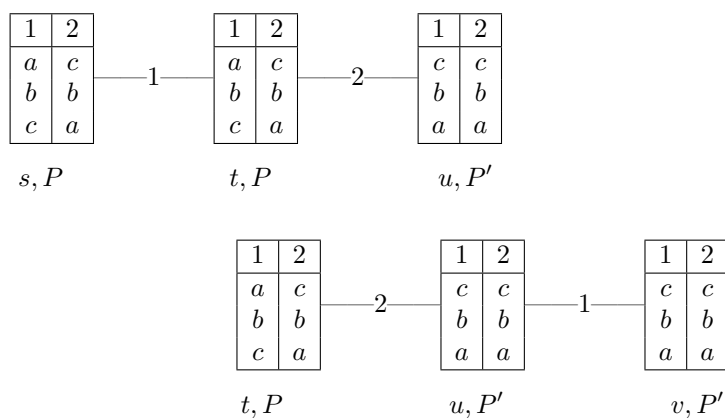 1 2 1 2 1 2
a c 1 a c 2 c c
b b b b b b
c a c a a a
s, P t, P u, P′
1 2 1 2 1 2
a c 2 c c 1 c c
b b b b b b
c a a a a a
t, P u, P′ v, P′